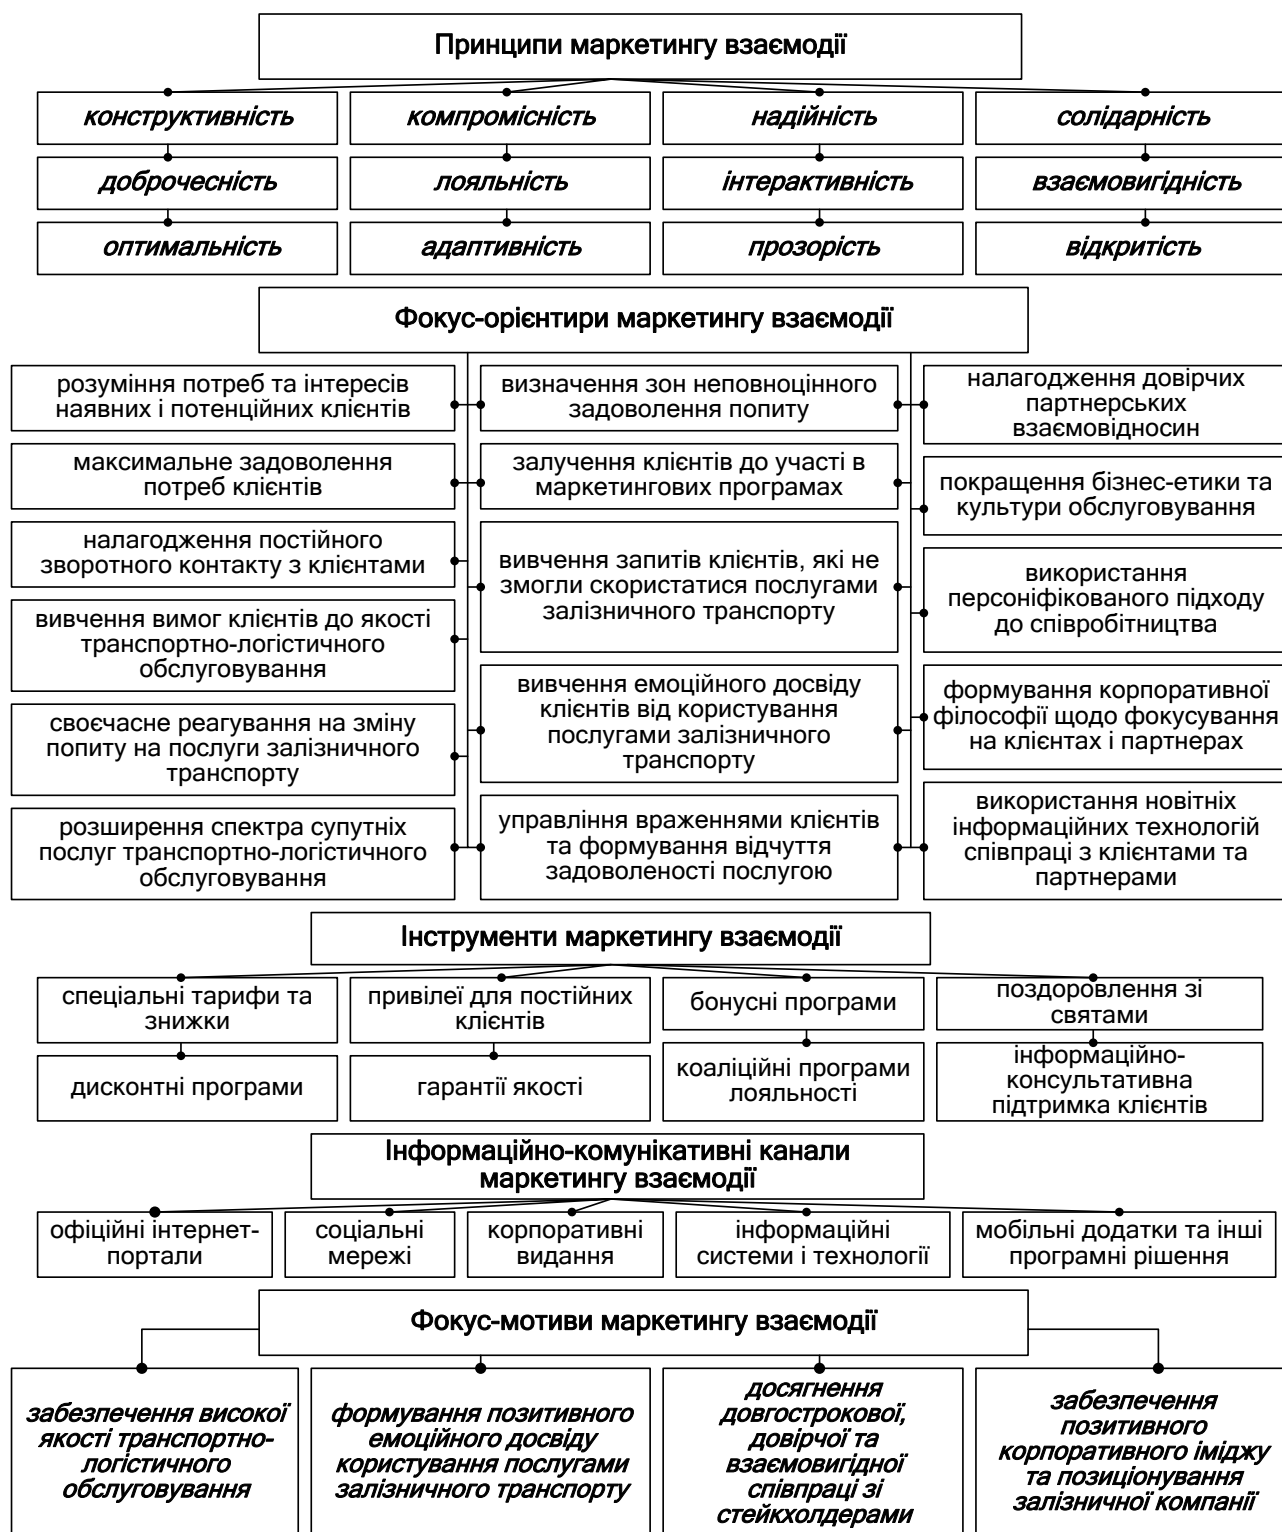 Принципи маркетингу взаємодії
конструктивність
компромісність
надійність
солідарність
доброчесність
лояльність
інтерактивність
взаємовигідність
оптимальність
адаптивність
прозорість
відкритість
Фокус-орієнтири маркетингу взаємодії
розуміння потреб та інтересів
наявних і потенційних клієнтів
максимальне задоволення
потреб клієнтів
налагодження постійного
зворотного контакту з клієнтами
вивчення вимог клієнтів до якості
транспортно-логістичного
обслуговування
своєчасне реагування на зміну
попиту на послуги залізничного
транспорту
розширення спектра супутніх
послуг транспортно-логістичного
обслуговування
визначення зон неповноцінного
задоволення попиту
залучення клієнтів до участі в
маркетингових програмах
вивчення запитів клієнтів, які не
змогли скористатися послугами
залізничного транспорту
вивчення емоційного досвіду
клієнтів від користування
послугами залізничного
транспорту
управління враженнями клієнтів
та формування відчуття
задоволеності послугою
налагодження довірчих
партнерських
взаємовідносин
покращення бізнес-етики та
культури обслуговування
використання
персоніфікованого підходу
до співробітництва
формування корпоративної
філософії щодо фокусування
на клієнтах і партнерах
використання новітніх
інформаційних технологій
співпраці з клієнтами та
партнерами
Інструменти маркетингу взаємодії
спеціальні тарифи та
знижки
привілеї для постійних
клієнтів
бонусні програми
поздоровлення зі
святами
дисконтні програми
гарантії якості
коаліційні програми
лояльності
інформаційно-
консультативна
підтримка клієнтів
Інформаційно-комунікативні канали
маркетингу взаємодії
офіційні інтернет-
портали
соціальні
мережі
корпоративні
видання
інформаційні
системи і технології
мобільні додатки та інші
програмні рішення
Фокус-мотиви маркетингу взаємодії
забезпечення високої
якості транспортно-
логістичного
обслуговування
формування позитивного
емоційного досвіду
користування послугами
залізничного транспорту
досягнення
довгострокової,
довірчої та
взаємовигідної
співпраці зі
стейкхолдерами
забезпечення
позитивного
корпоративного іміджу
та позиціонування
залізничної компанії